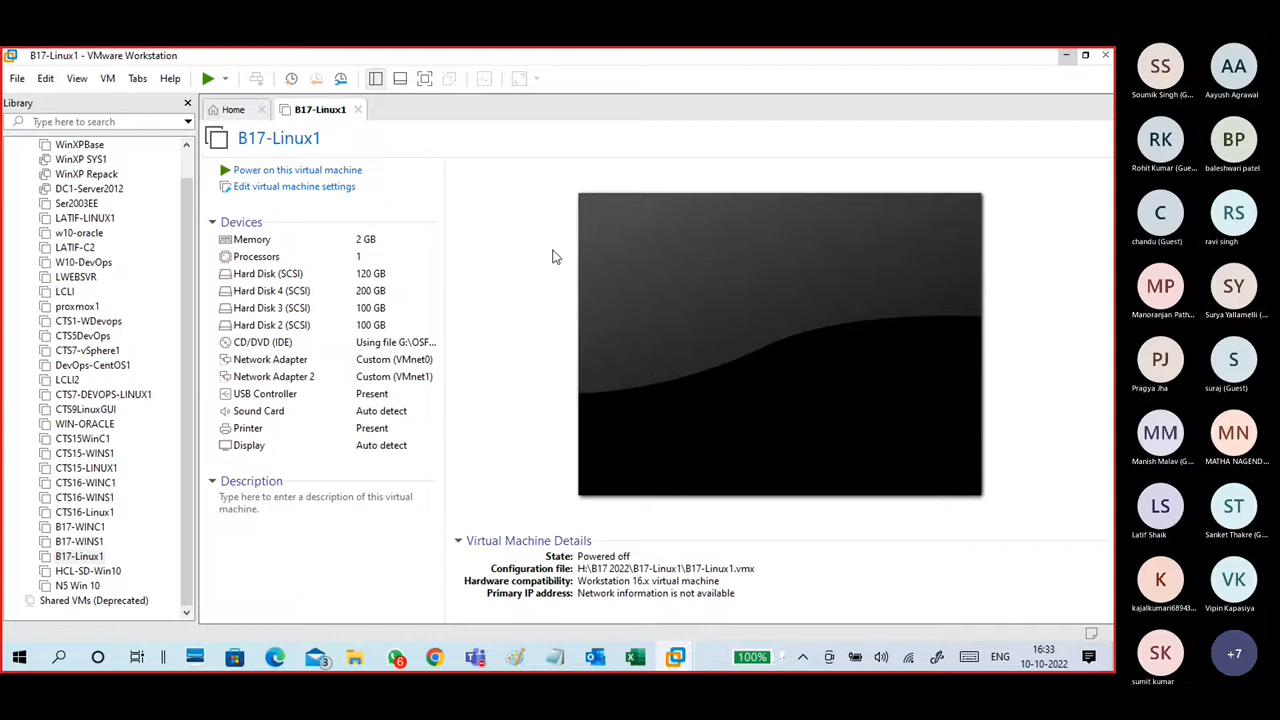 B17-Linux1 - VMware Workstation
File Edit View VM Tabs Help
Library
Type here to search
WinXPBase
WinXP SYS1
WinXP Repack
DC1-Server2012
Ser2003EE
LATIF-LINUX1
w10-oracle
LATIF-C2
W10-DevOps
LWEBSVR
LCLI
proxmox1
CTS1-WDevops
CTS5DevOps
CTS7-vSphere1
DevOps-CentOS1
LCLI2
CTS7-DEVOPS-LINUX1
CTS9LinuxGUI
WIN-ORACLE
CTS15WinC1
CTS15-WINS1
CTS15-LINUX1
CTS16-WINC1
CTS16-WINS1
CTS16-Linux1
B17-WINC1
B17-WINS1
B17-Linux1
HCL-SD-Win10
N5 Win 10
Shared VMs (Deprecated)
Home B17-Linux1
B17-Linux1
Power on this virtual machine
Edit virtual machine settings
Devices
Memory 2 GB
Processors 1
Hard Disk (SCSI) 120 GB
Hard Disk 4 (SCSI) 200 GB
Hard Disk 3 (SCSI) 100 GB
Hard Disk 2 (SCSI) 100 GB
CD/DVD (IDE) Using file G:\OSF...
Network Adapter Custom (VMnet0)
Network Adapter 2 Custom (VMnet1)
USB Controller Present
Sound Card Auto detect
Printer Present
Display Auto detect
Description
Type here to enter a description of this virtual
machine.
Virtual Machine Details
State: Powered off
Configuration file: H:\B17 2022\B17-Linux1\B17-Linux1.vmx
Hardware compatibility: Workstation 16.x virtual machine
Primary IP address: Network information is not available
3
6
100%
ENG
16:33
10-10-2022
SS AA
Soumik Singh (G... Aayush Agrawal
RK BP
Rohit Kumar (Gue... baleshwari patel
C RS
chandu (Guest) ravi singh
MP SY
Manoranjan Path... Surya Yallamelli (...
PJ S
Pragya Jha suraj (Guest)
MM MN
Manish Malav (G... MATHA NAGEND...
LS ST
Latif Shaik Sanket Thakre (G...
K VK
kajalkumari68943... Vipin Kapasiya
SK +7
sumit kumar